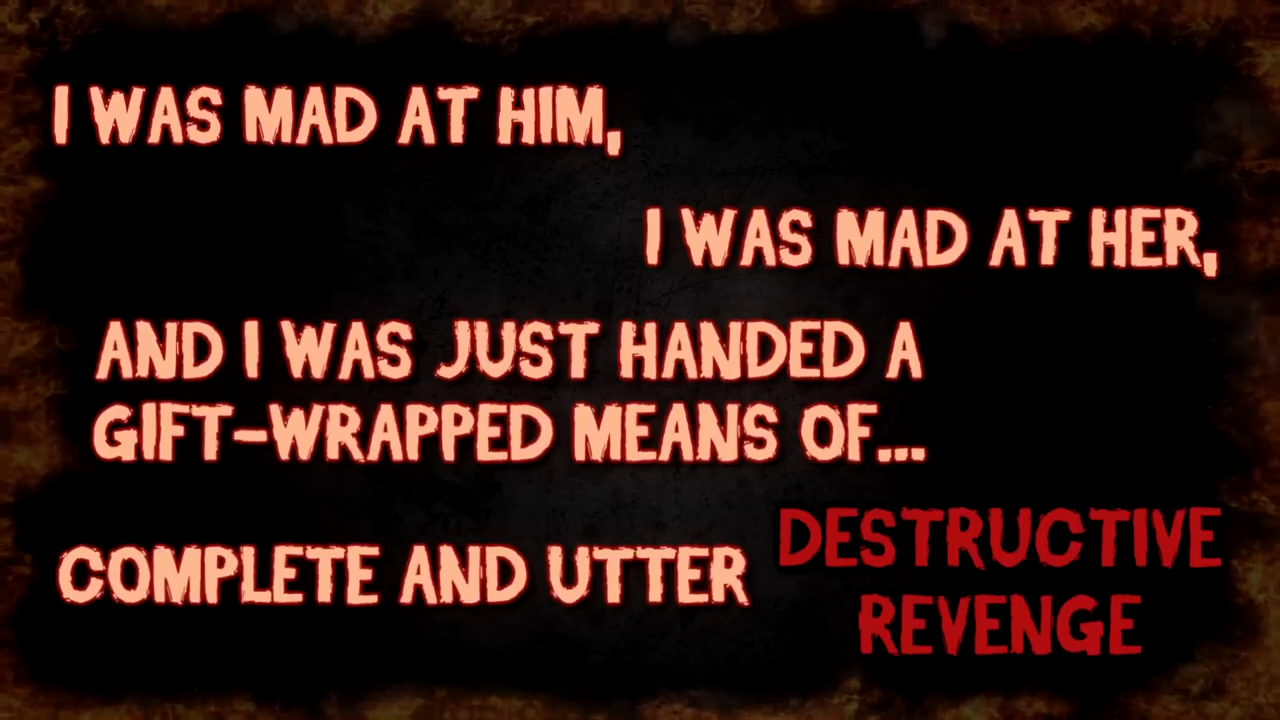 I WAS MAD AT HIM,
I WAS MAD AT HER,
AND I WAS JUST HANDED A
GIFT-WRAPPED MEANS OF...
COMPLETE AND UTTER
DESTRUCTIVE
REVENGE